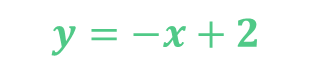 y = −x + 2